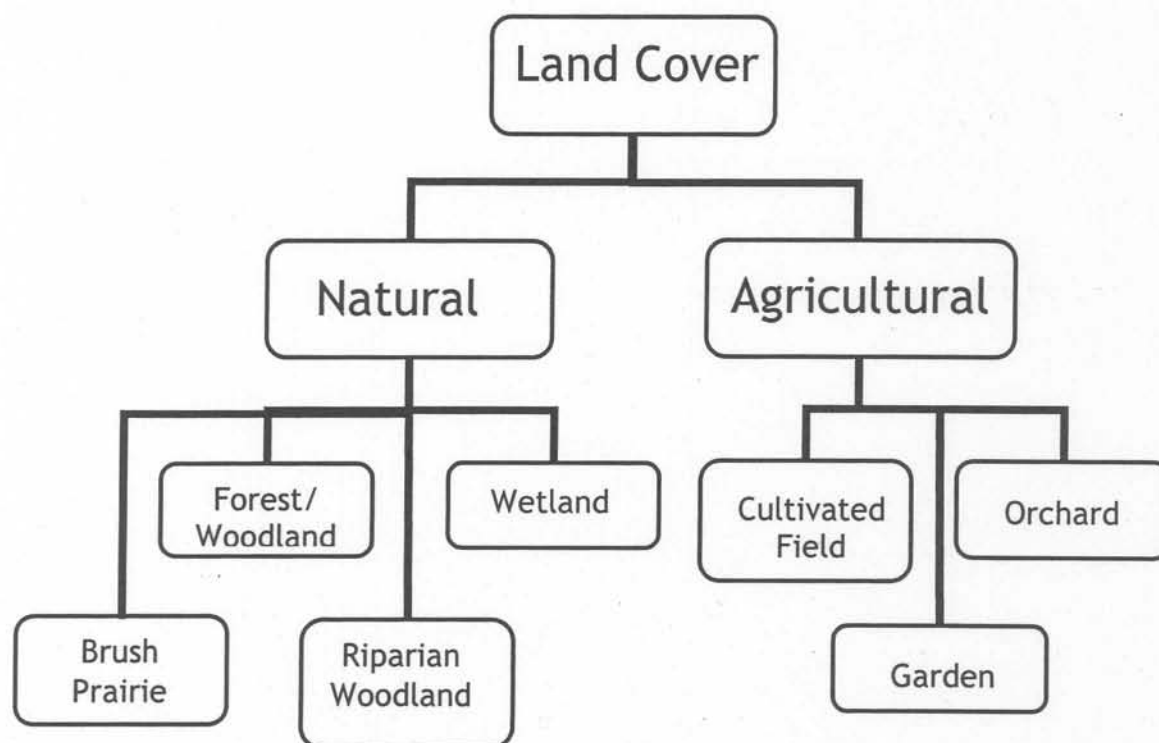 Land Cover
Natural
Agricultural
Forest/
Woodland
Wetland
Cultivated
Field
Orchard
Brush
Prairie
Riparian
Woodland
Garden